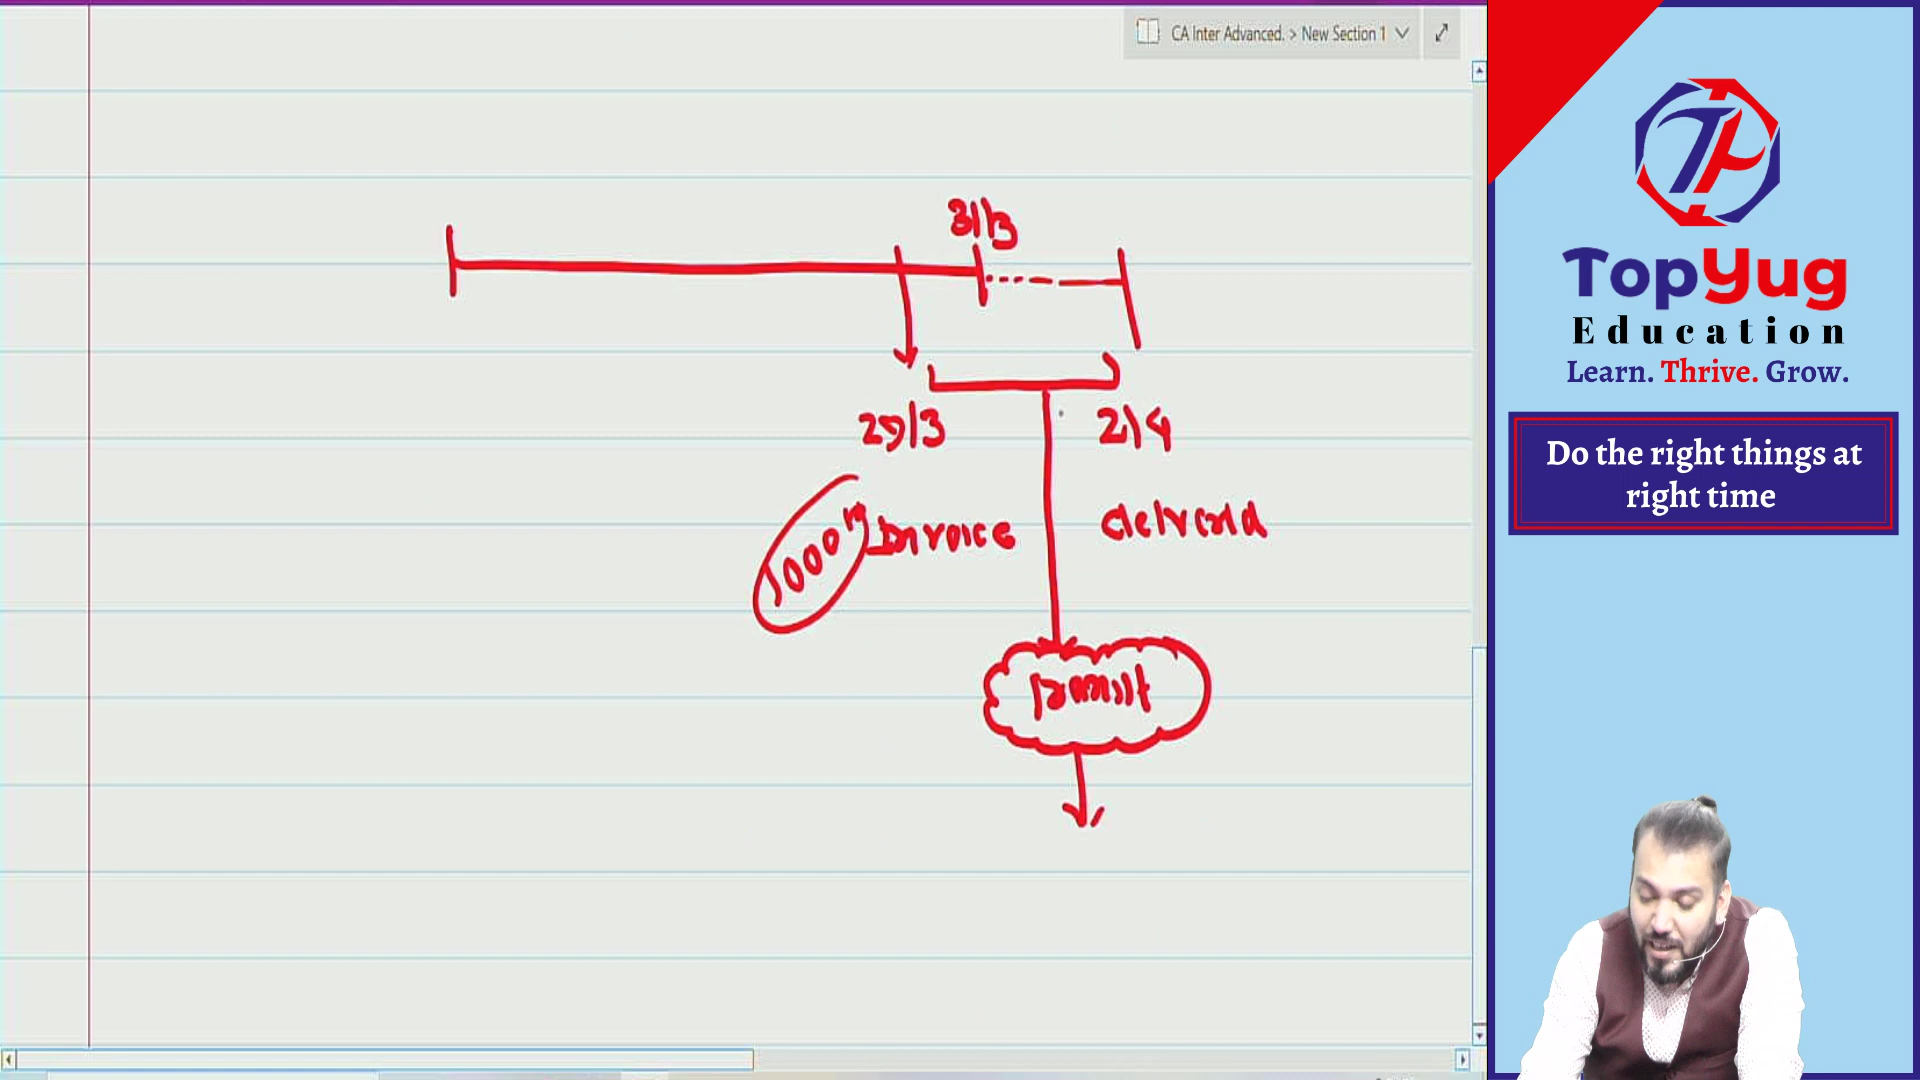 CA Inter Advanced. > New Section 1
31/3
29/3
2/4
1000
Invoice
delivered
transit
TopYug
Education
Learn. Thrive. Grow.
Do the right things at
right time